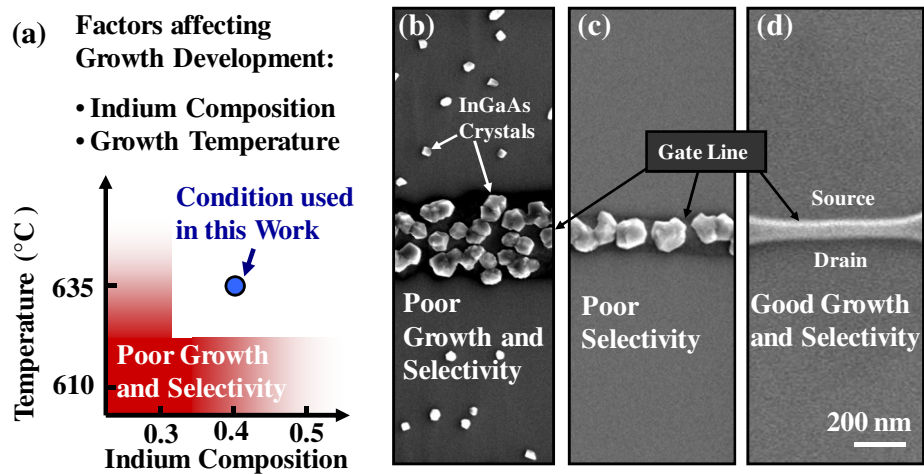 (a)
Factors affecting
Growth Development:
• Indium Composition
• Growth Temperature
Condition used
in this Work
Temperature (°C)
635
610
Poor Growth
and Selectivity
0.3
0.4
0.5
Indium Composition
(b)
InGaAs
Crystals
Poor
Growth and
Selectivity
(c)
Gate Line
Poor
Selectivity
(d)
Source
Drain
Good Growth
and Selectivity
200 nm